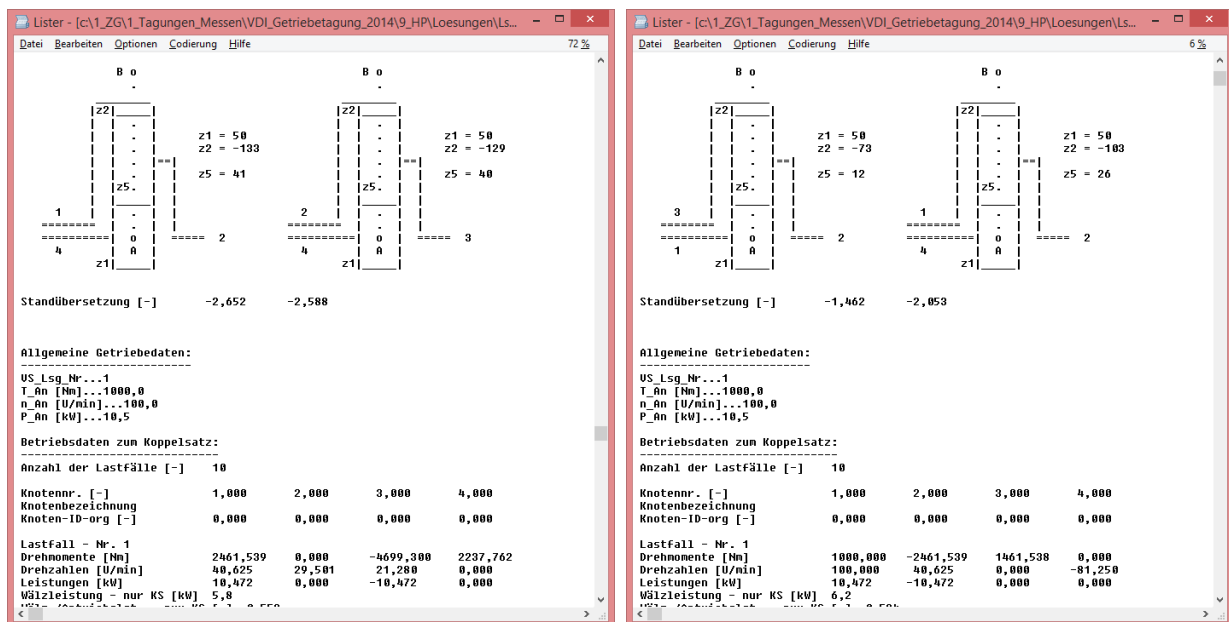 Lister - [c:\1_ZG\1_Tagungen_Messen\VDI_Getriebetagung_2014\9_HP\Loesungen\Ls...
Datei Bearbeiten Optionen Codierung Hilfe 72 %
B o B o
z2 z2
z1 = 50 z1 = 50
z2 = -133 z2 = -129
z5 = 41 z5 = 40
z5. z5.
1 2
o 2 o 3
4 A 4 A
z1 z1
Standübersetzung [-] -2,652 -2,588
Allgemeine Getriebedaten:
VS_Lsg_Nr...1
T_An [Nm]...1000,0
n_An [U/min]...100,0
P_An [kW]...10,5
Betriebsdaten zum Koppelsatz:
Anzahl der Lastfälle [-] 10
Knotennr. [-] 1,000 2,000 3,000 4,000
Knotenbezeichnung
Knoten-ID-org [-] 0,000 0,000 0,000 0,000
Lastfall - Nr. 1
Drehmomente [Nm] 2461,539 0,000 -4699,300 2237,762
Drehzahlen [U/min] 40,625 29,501 21,280 0,000
Leistungen [kW] 10,472 0,000 -10,472 0,000
Wälzleistung - nur KS [kW] 5,8
Lister - [c:\1_ZG\1_Tagungen_Messen\VDI_Getriebetagung_2014\9_HP\Loesungen\Ls...
Datei Bearbeiten Optionen Codierung Hilfe 6 %
B o B o
z2 z2
z1 = 50 z1 = 50
z2 = -73 z2 = -103
z5 = 12 z5 = 26
z5. z5.
3 1
o 2 o 2
1 A 4 A
z1 z1
Standübersetzung [-] -1,462 -2,053
Allgemeine Getriebedaten:
VS_Lsg_Nr...1
T_An [Nm]...1000,0
n_An [U/min]...100,0
P_An [kW]...10,5
Betriebsdaten zum Koppelsatz:
Anzahl der Lastfälle [-] 10
Knotennr. [-] 1,000 2,000 3,000 4,000
Knotenbezeichnung
Knoten-ID-org [-] 0,000 0,000 0,000 0,000
Lastfall - Nr. 1
Drehmomente [Nm] 1000,000 -2461,539 1461,538 0,000
Drehzahlen [U/min] 100,000 40,625 0,000 -81,250
Leistungen [kW] 10,472 -10,472 0,000 0,000
Wälzleistung - nur KS [kW] 6,2